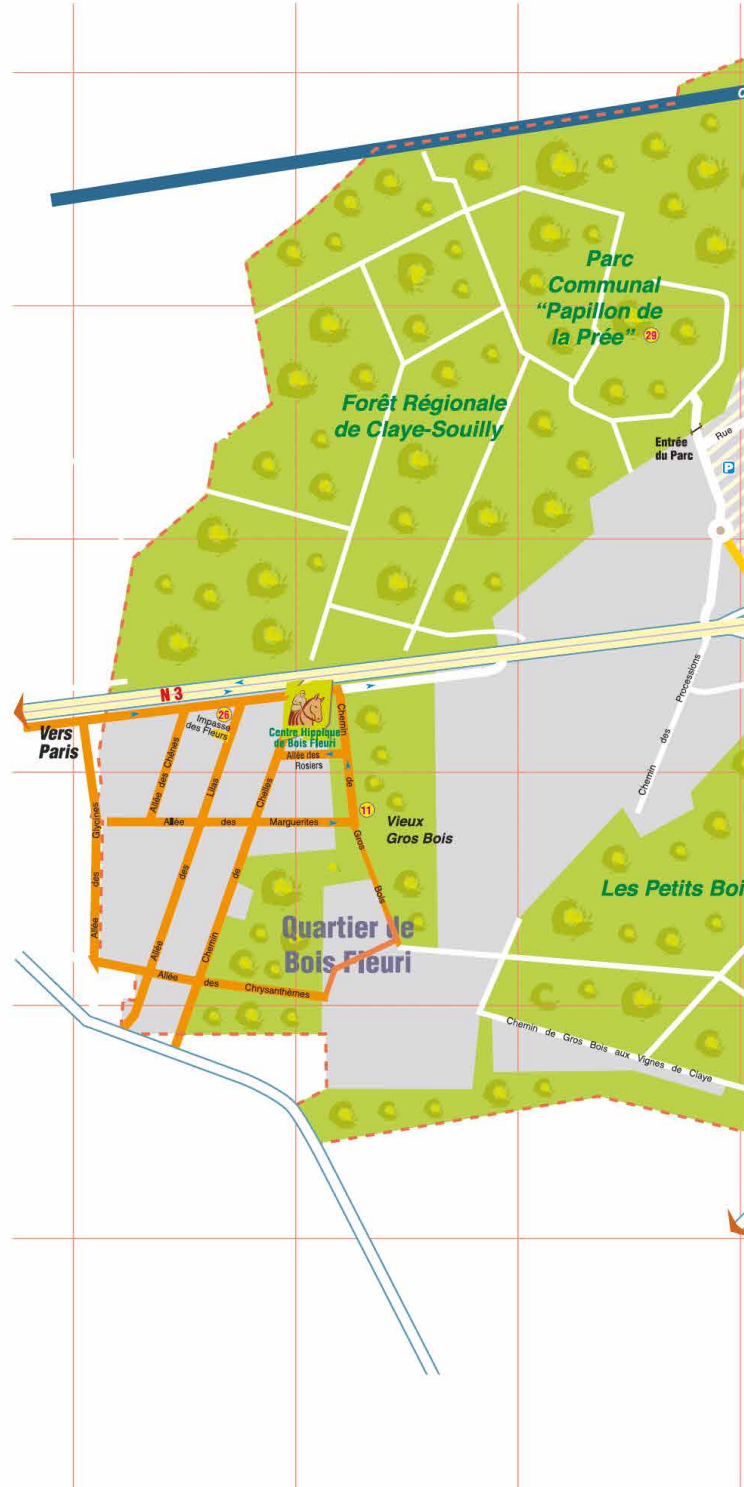 Parc
Communal
“Papillon de
la Prée” 29
Forêt Régionale
de Claye-Souilly
Entrée
du Parc
Rue
P
N 3
Vers
Paris
26
Impasse
des Fleurs
Centre Hippique
de Bois Fleuri
Allée des
Rosiers
Chemin de Gros Bois
Allée des Chênes
Allée des Lilas
Chemin de Chelles
Allée des Glycines
Allée des Marguerites
11
Vieux
Gros Bois
Chemin des Processions
Les Petits Boi
Quartier de
Bois Fleuri
Allée des Chrysanthèmes
Chemin de Gros Bois aux Vignes de Claye